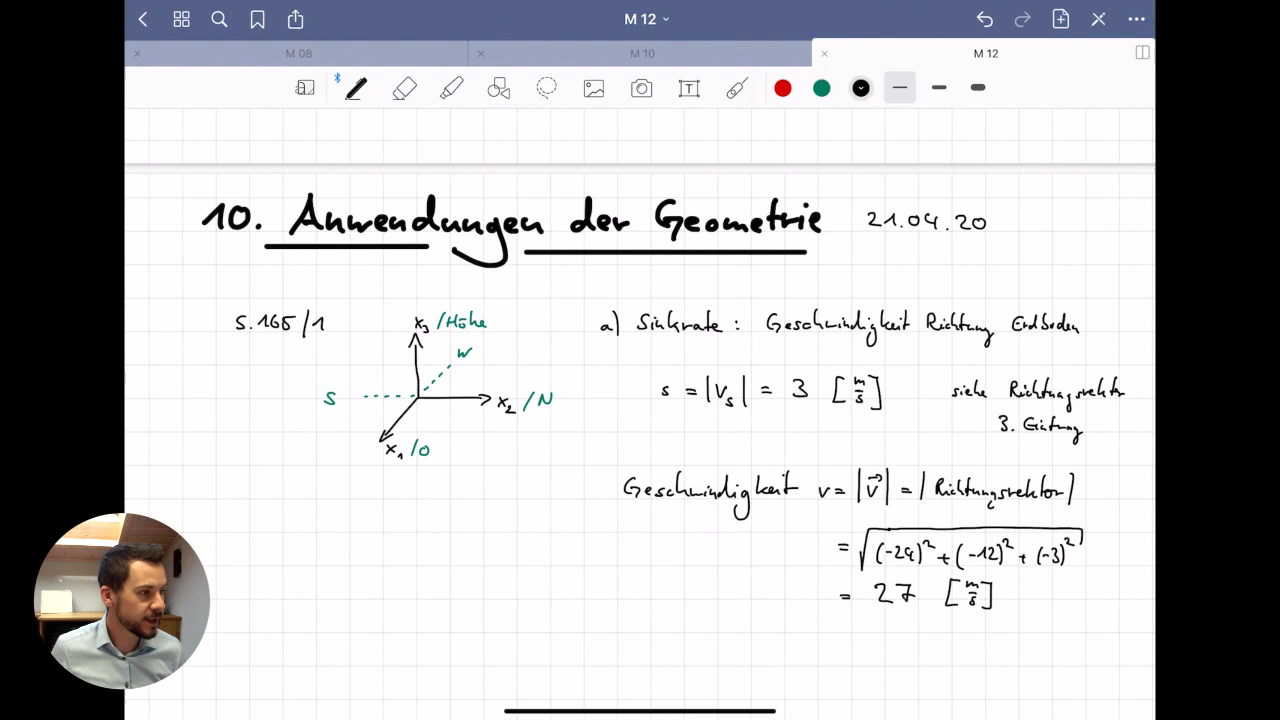 M 12
M 08
M 10
M 12
T
10. Anwendungen der Geometrie 21.04.20
S. 165/1
x₃ /Höhe
W
S
x₂ /N
x₁ /O
a) Sinkrate : Geschwindigkeit Richtung Erdboden
s = |v_s| = 3 [m/s] siehe Richtungsvektor
3. Eintrag
Geschwindigkeit v = |v⃗| = |Richtungsvektor|
= √((-24)² + (-12)² + (-3)²)
= 27 [m/s]